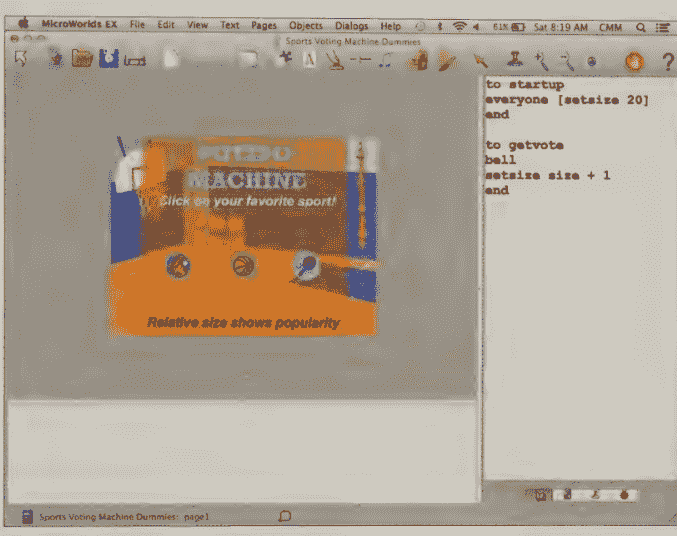 MicroWorlds EX File Edit View Text Pages Objects Dialogs Help 61% Sat 8:19 AM CMM
Sports Voting Machine Dummies
to startup
everyone [setsize 20]
end
to getvote
bell
setsize size + 1
end
MACHINE
Click on your favorite sport!
Relative size shows popularity
Sports Voting Machine Dummies: page1